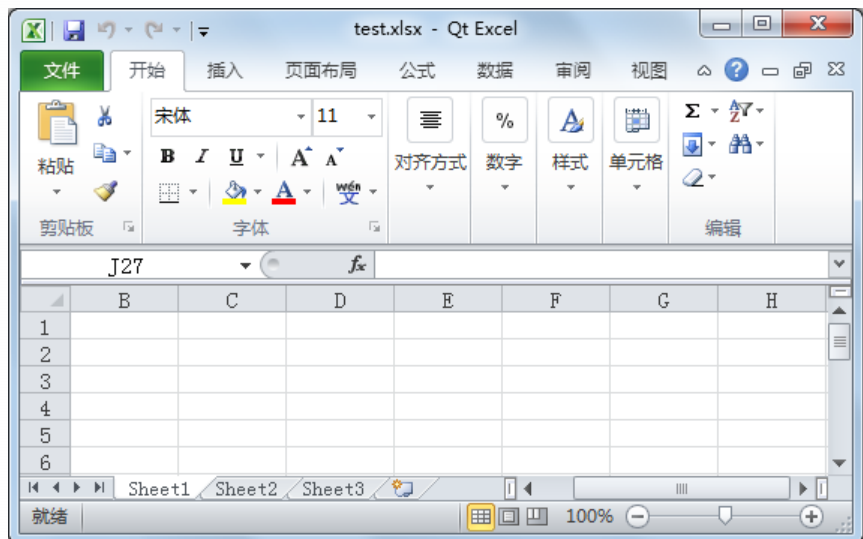 test.xlsx - Qt Excel
文件 开始 插入 页面布局 公式 数据 审阅 视图
宋体 11
粘贴 B I U A A A wén 文 对齐方式 % 数字 A 样式 单元格 Σ A Z
剪贴板 字体 编辑
J27 fx
B C D E F G H
1
2
3
4
5
6
Sheet1 Sheet2 Sheet3
就绪 100%